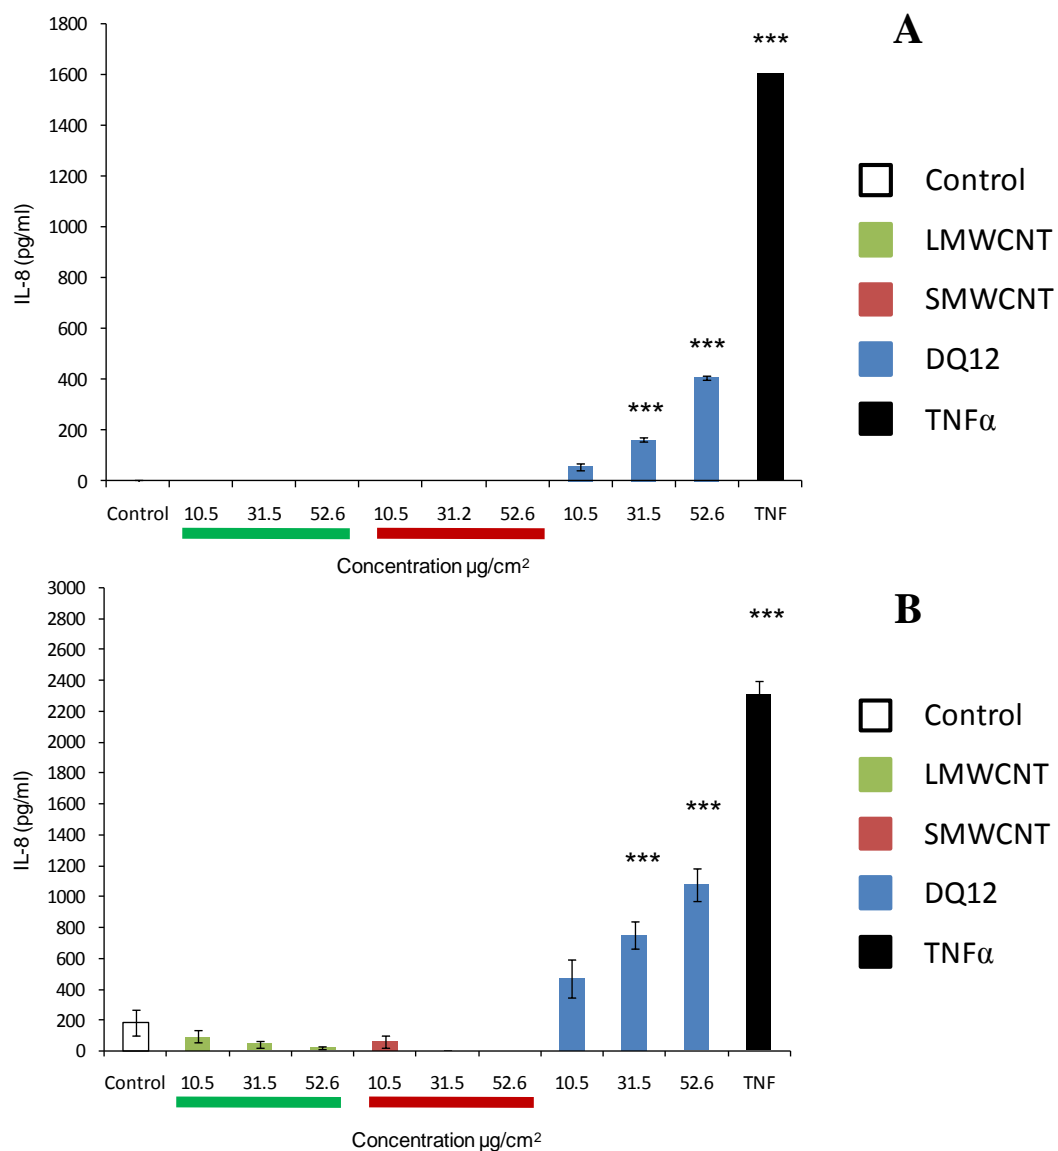 A
IL-8 (pg/ml)
1800
1600
1400
1200
1000
800
600
400
200
0
***
***
***
Control 10.5 31.5 52.6 10.5 31.2 52.6 10.5 31.5 52.6 TNF
Concentration µg/cm²
Control
LMWCNT
SMWCNT
DQ12
TNFα
B
IL-8 (pg/ml)
3000
2800
2600
2400
2200
2000
1800
1600
1400
1200
1000
800
600
400
200
0
***
***
***
Control 10.5 31.5 52.6 10.5 31.5 52.6 10.5 31.5 52.6 TNF
Concentration µg/cm²
Control
LMWCNT
SMWCNT
DQ12
TNFα